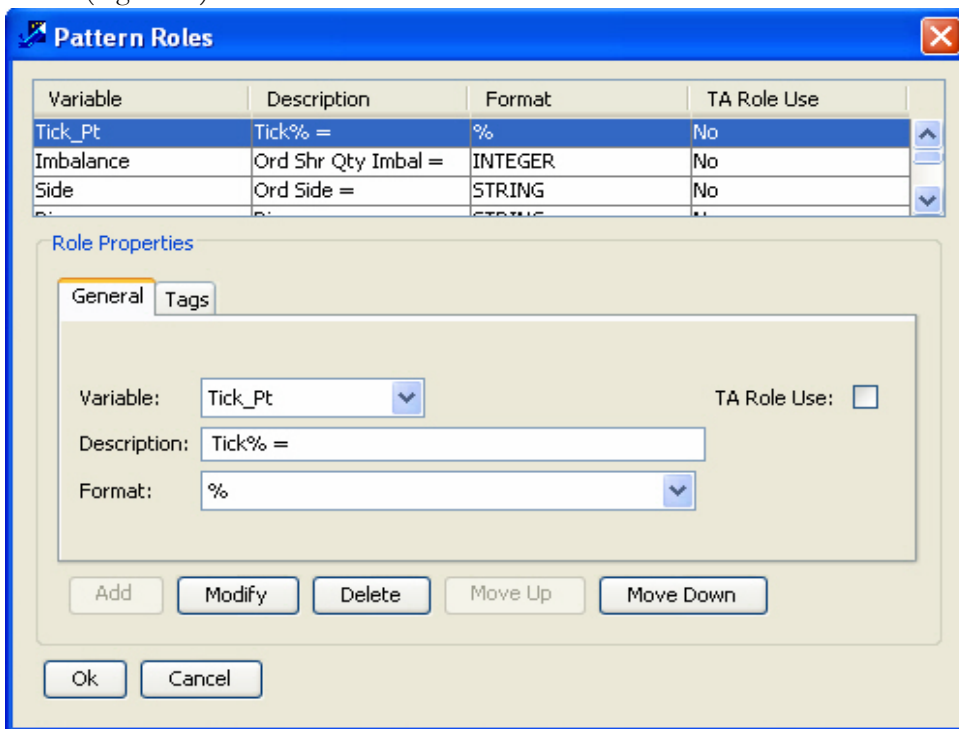 Pattern Roles
Variable Description Format TA Role Use
Tick_Pt Tick% = % No
Imbalance Ord Shr Qty Imbal = INTEGER No
Side Ord Side = STRING No
Role Properties
General Tags
Variable: Tick_Pt TA Role Use:
Description: Tick% =
Format: %
Add Modify Delete Move Up Move Down
Ok Cancel